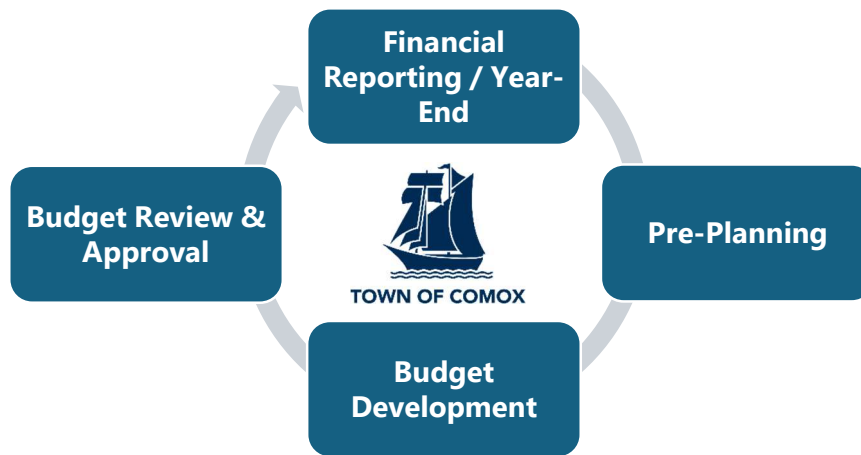 Financial
Reporting / Year-
End
Budget Review &
Approval
Pre-Planning
TOWN OF COMOX
Budget
Development